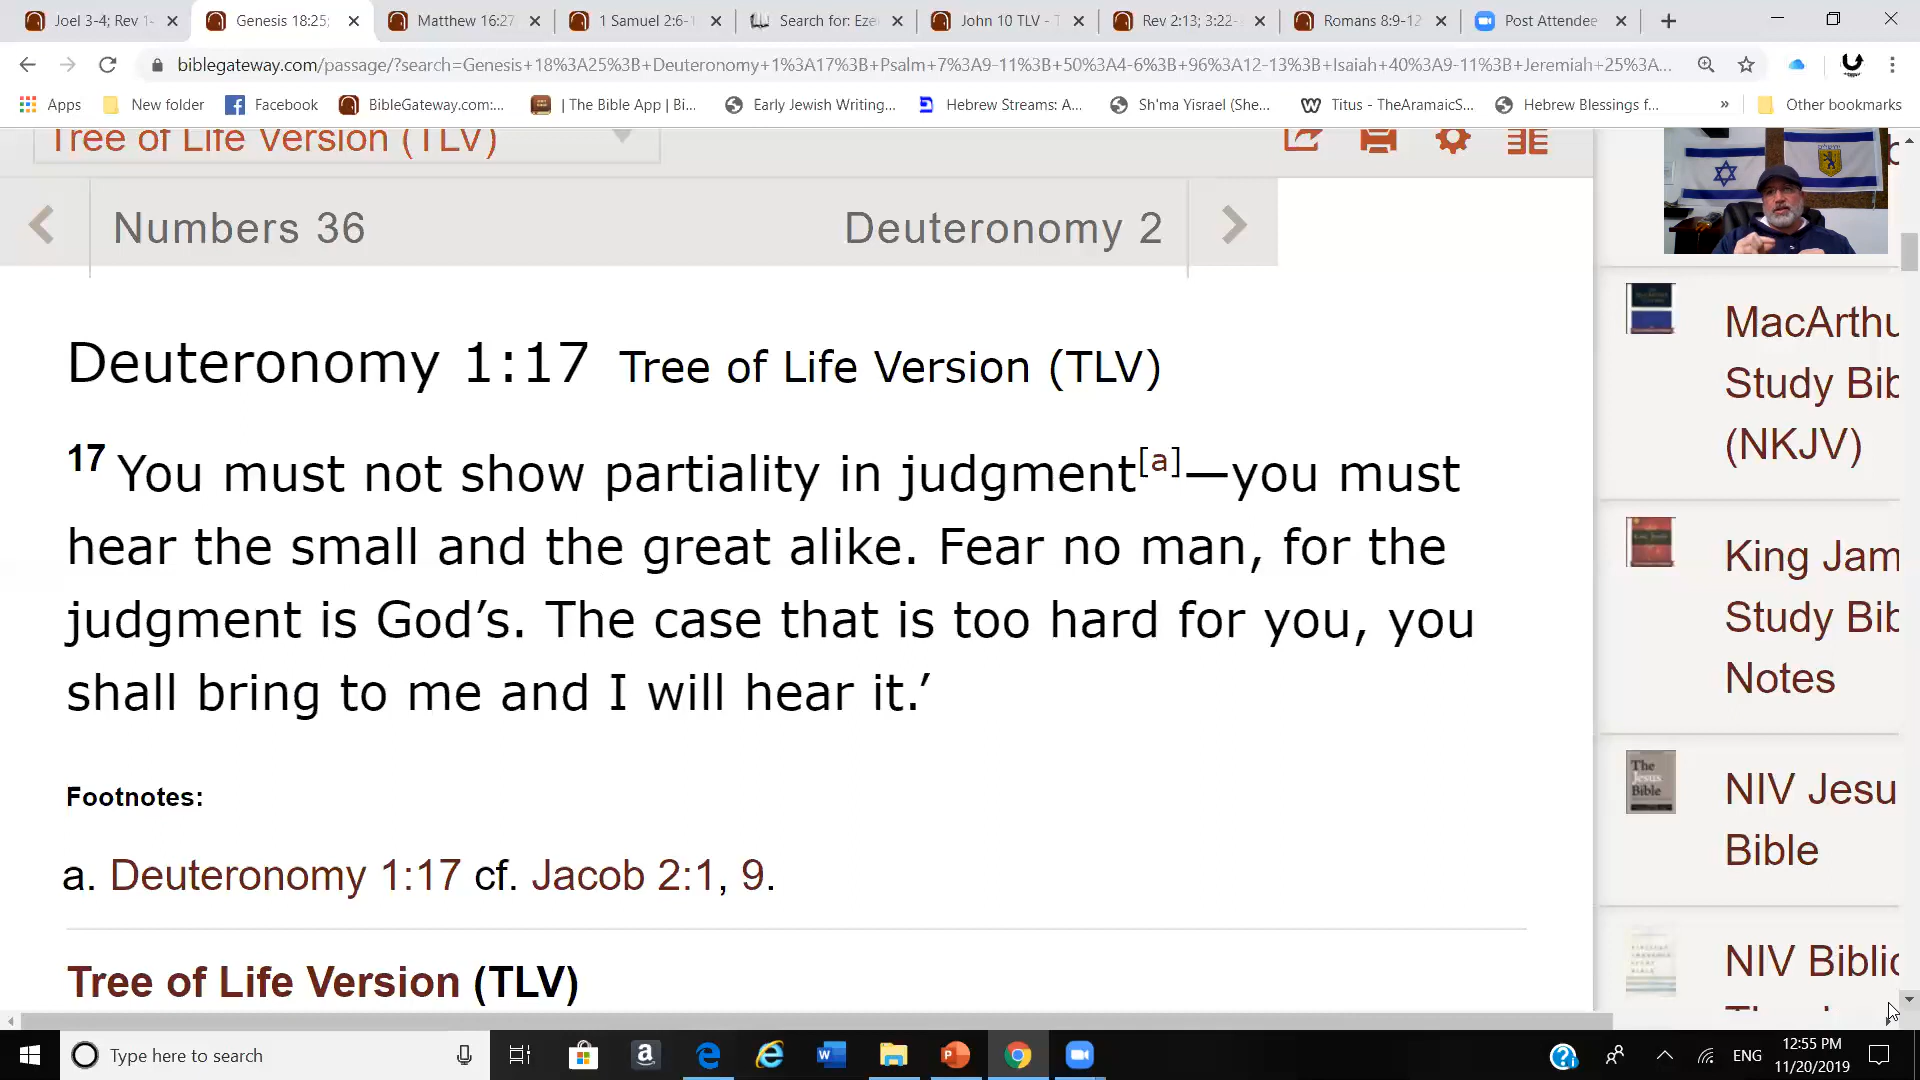 Joel 3-4; Rev 1-
Genesis 18:25;
Matthew 16:27
1 Samuel 2:6-1
Search for: Eze
John 10 TLV - T
Rev 2:13; 3:22-
Romans 8:9-12
Post Attendee
biblegateway.com/passage/?search=Genesis+18%3A25%3B+Deuteronomy+1%3A17%3B+Psalm+7%3A9-11%3B+50%3A4-6%3B+96%3A12-13%3B+Isaiah+40%3A9-11%3B+Jeremiah+25%3A...
Apps
New folder
Facebook
BibleGateway.com:...
| The Bible App | Bi...
Early Jewish Writing...
Hebrew Streams: A...
Sh'ma Yisrael (She...
Titus - TheAramaicS...
Hebrew Blessings f...
»
Other bookmarks
Tree of Life Version (TLV)
Numbers 36
Deuteronomy 2
Deuteronomy 1:17 Tree of Life Version (TLV)
17 You must not show partiality in judgment[a]—you must
hear the small and the great alike. Fear no man, for the
judgment is God’s. The case that is too hard for you, you
shall bring to me and I will hear it.’
Footnotes:
a. Deuteronomy 1:17 cf. Jacob 2:1, 9.
Tree of Life Version (TLV)
MacArthu
Study Bib
(NKJV)
King Jam
Study Bib
Notes
The
Jesus
Bible
NIV Jesu
Bible
NIV Biblic
Type here to search
ENG
12:55 PM
11/20/2019